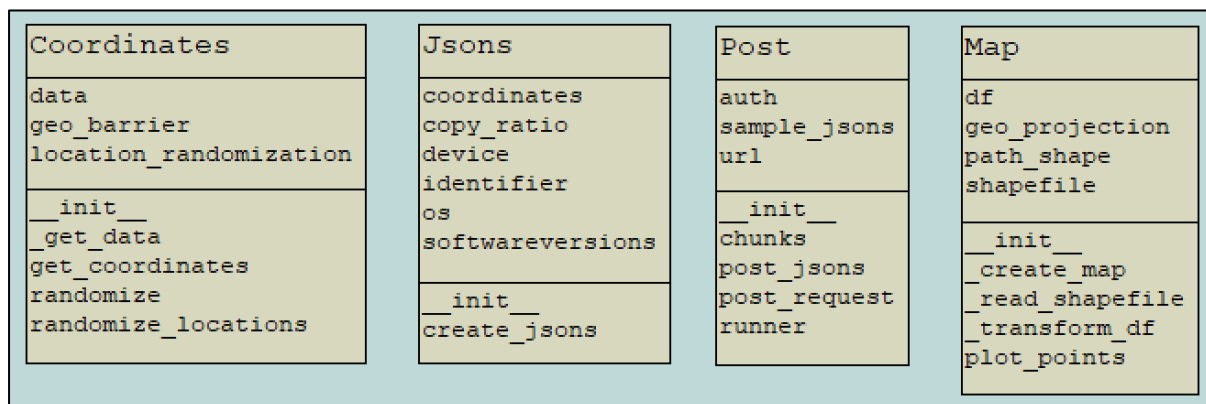 Coordinates
data
geo_barrier
location_randomization
__init__
_get_data
get_coordinates
randomize
randomize_locations
Jsons
coordinates
copy_ratio
device
identifier
os
softwareversions
__init__
create_jsons
Post
auth
sample_jsons
url
__init__
chunks
post_jsons
post_request
runner
Map
df
geo_projection
path_shape
shapefile
__init__
_create_map
_read_shapefile
_transform_df
plot_points